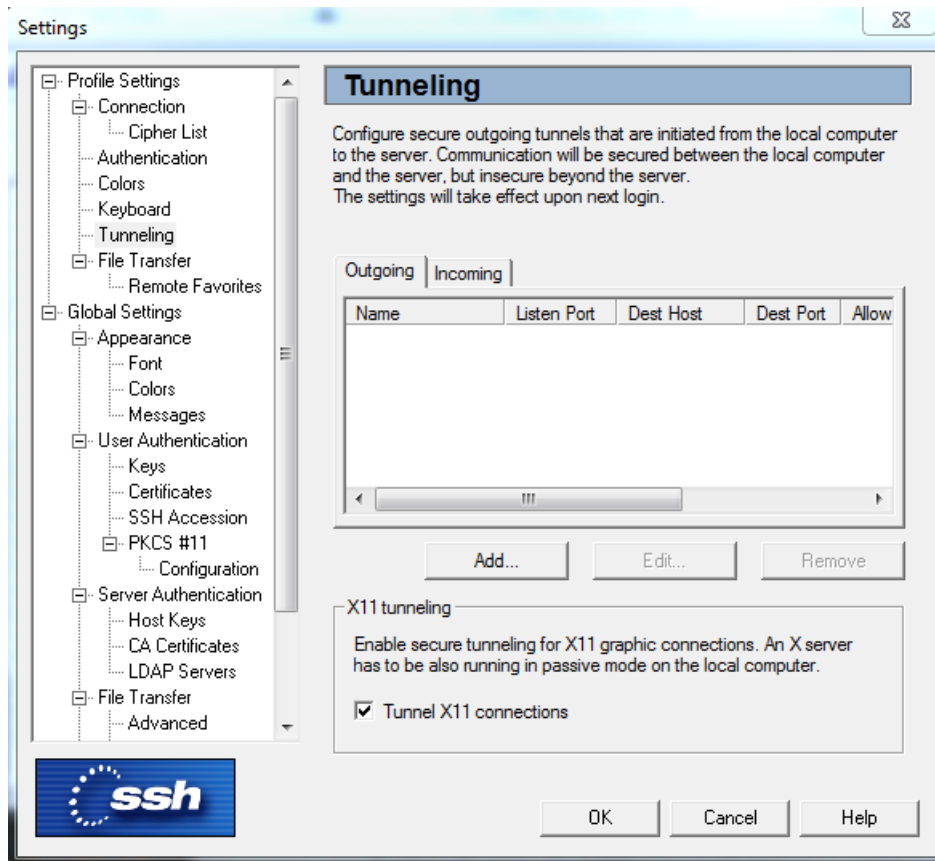 Settings
Profile Settings
Connection
Cipher List
Authentication
Colors
Keyboard
Tunneling
File Transfer
Remote Favorites
Global Settings
Appearance
Font
Colors
Messages
User Authentication
Keys
Certificates
SSH Accession
PKCS #11
Configuration
Server Authentication
Host Keys
CA Certificates
LDAP Servers
File Transfer
Advanced
ssh
Tunneling
Configure secure outgoing tunnels that are initiated from the local computer
to the server. Communication will be secured between the local computer
and the server, but insecure beyond the server.
The settings will take effect upon next login.
Outgoing Incoming
Name Listen Port Dest Host Dest Port Allow
Add... Edit... Remove
X11 tunneling
Enable secure tunneling for X11 graphic connections. An X server
has to be also running in passive mode on the local computer.
Tunnel X11 connections
OK Cancel Help